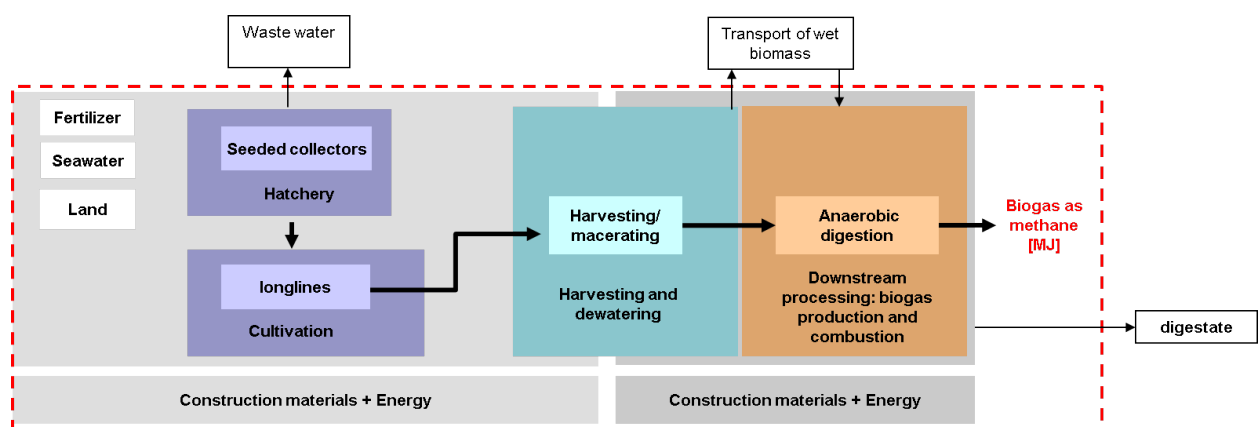 Waste water
Transport of wet
biomass
Fertilizer
Seawater
Land
Seeded collectors
Hatchery
longlines
Cultivation
Harvesting/
macerating
Harvesting and
dewatering
Anaerobic
digestion
Downstream
processing: biogas
production and
combustion
Biogas as
methane
[MJ]
digestate
Construction materials + Energy
Construction materials + Energy